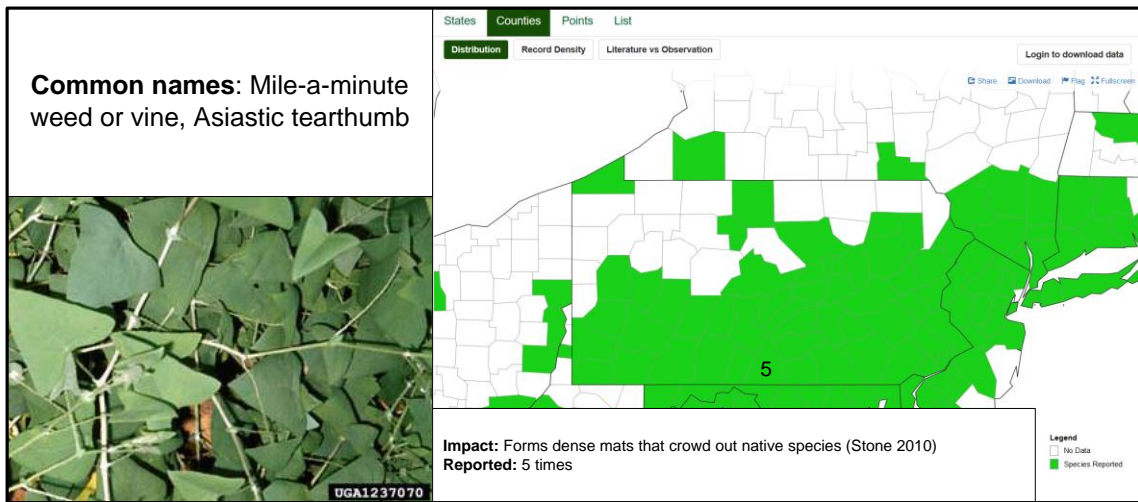 Common names: Mile-a-minute
weed or vine, Asiastic tearthumb
UGA1237070
States Counties Points List
Distribution Record Density Literature vs Observation
Login to download data
Share Download Flag Fullscreen
5
Impact: Forms dense mats that crowd out native species (Stone 2010)
Reported: 5 times
Legend
No Data
Species Reported